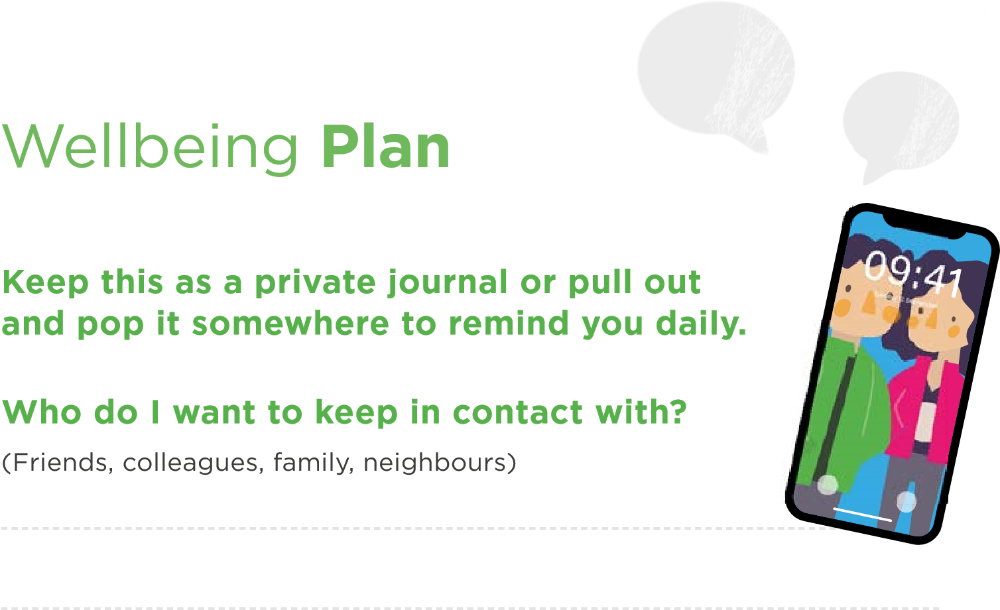 Wellbeing Plan
Keep this as a private journal or pull out
and pop it somewhere to remind you daily.
Who do I want to keep in contact with?
(Friends, colleagues, family, neighbours)
09:41